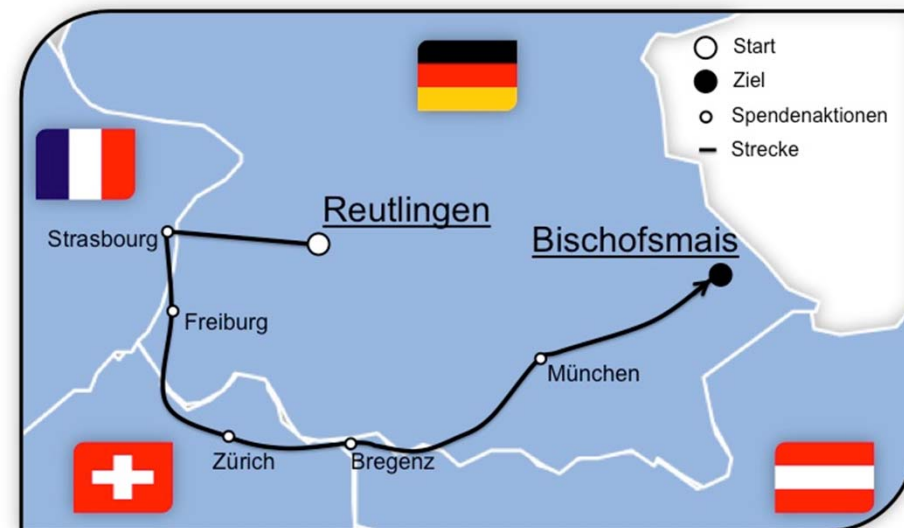 Start
Ziel
Spendenaktionen
Strecke
Reutlingen
Strasbourg
Bischofsmais
Freiburg
München
Zürich
Bregenz